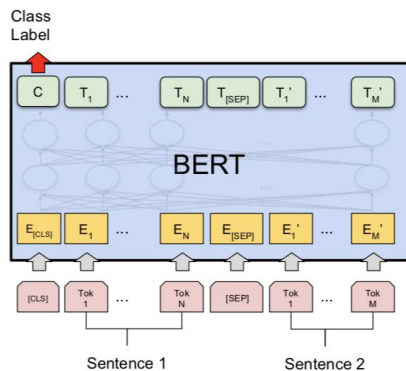 Class
Label
C T1 ... TN T[SEP] T1' ... TM'
...
BERT
...
E[CLS] E1 ... EN E[SEP] E1' ... EM'
[CLS] Tok 1 ... Tok N [SEP] Tok 1 ... Tok M
Sentence 1 Sentence 2